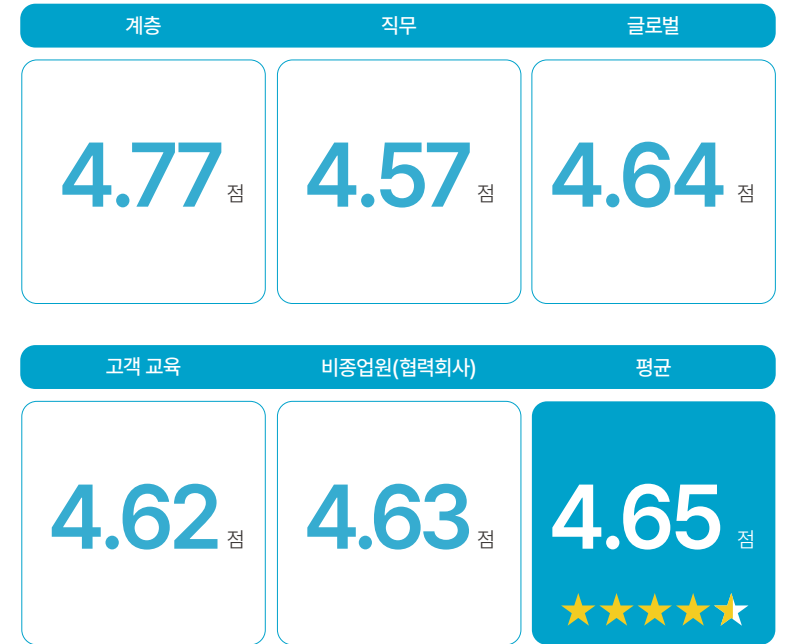 계층 직무 글로벌
4.77 점 4.57 점 4.64 점
고객 교육 비종업원(협력회사) 평균
4.62 점 4.63 점 4.65 점